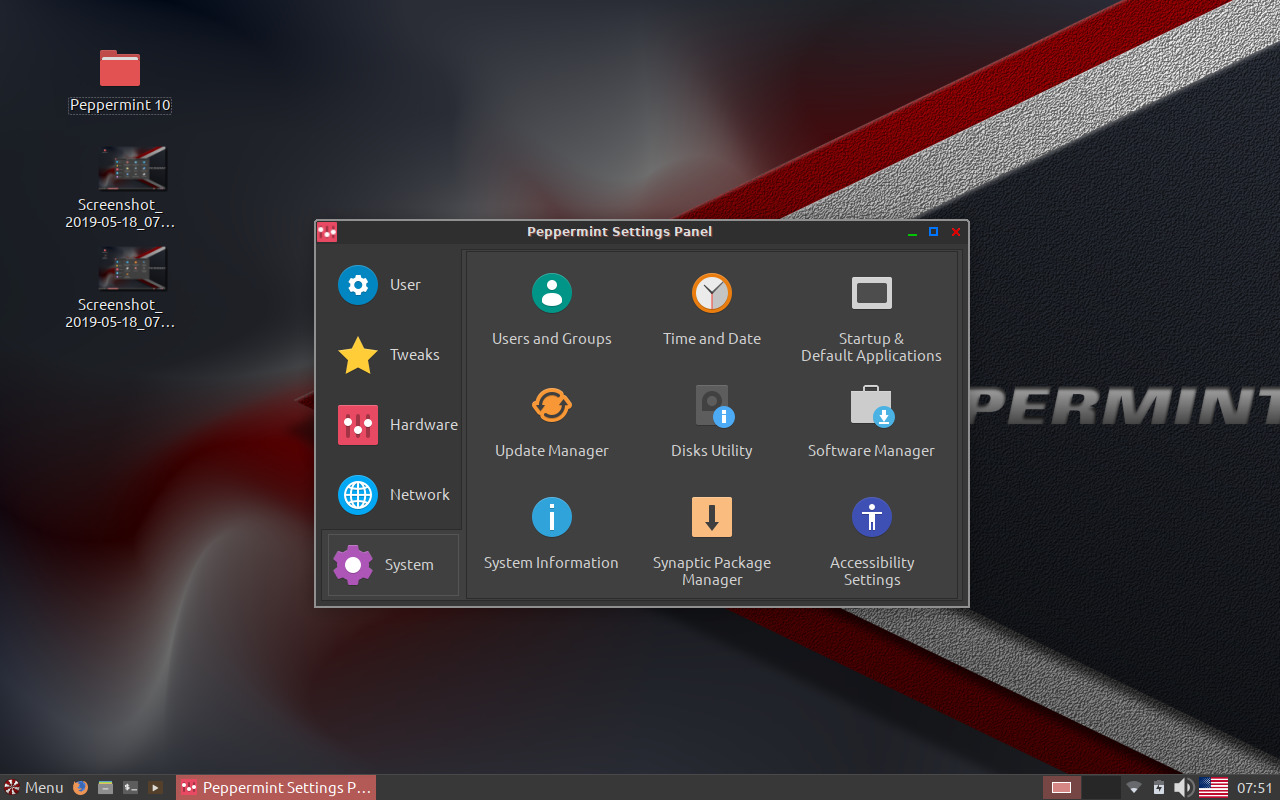 Peppermint 10
Screenshot_
2019-05-18_07...
Screenshot_
2019-05-18_07...
Peppermint Settings Panel
User
Tweaks
Hardware
Network
System
Users and Groups
Time and Date
Startup &
Default Applications
Update Manager
Disks Utility
Software Manager
System Information
Synaptic Package
Manager
Accessibility
Settings
PERMINT
Menu
Peppermint Settings P...
07:51